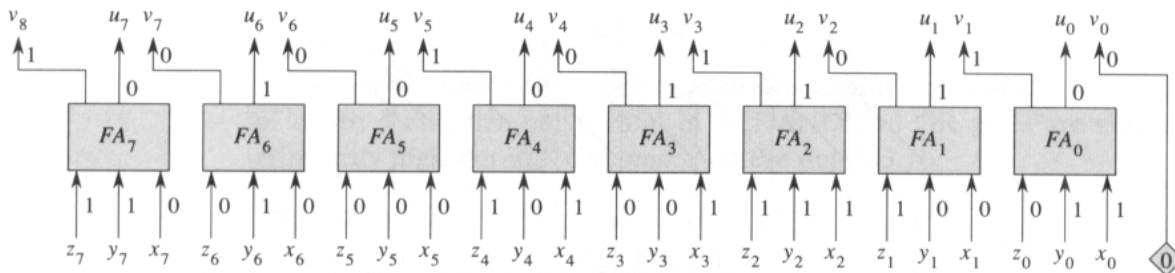 v₈ u₇ v₇ u₆ v₆ u₅ v₅ u₄ v₄ u₃ v₃ u₂ v₂ u₁ v₁ u₀ v₀
1 0 0 1 0 1 0 1 0
0 1 0 0 1 1 1 0
FA₇ FA₆ FA₅ FA₄ FA₃ FA₂ FA₁ FA₀
1 1 0 0 1 0 0 0 0 1 0 1 0 0 1 1 1 1 1 0 0 0 1 1
z₇ y₇ x₇ z₆ y₆ x₆ z₅ y₅ x₅ z₄ y₄ x₄ z₃ y₃ x₃ z₂ y₂ x₂ z₁ y₁ x₁ z₀ y₀ x₀ 0